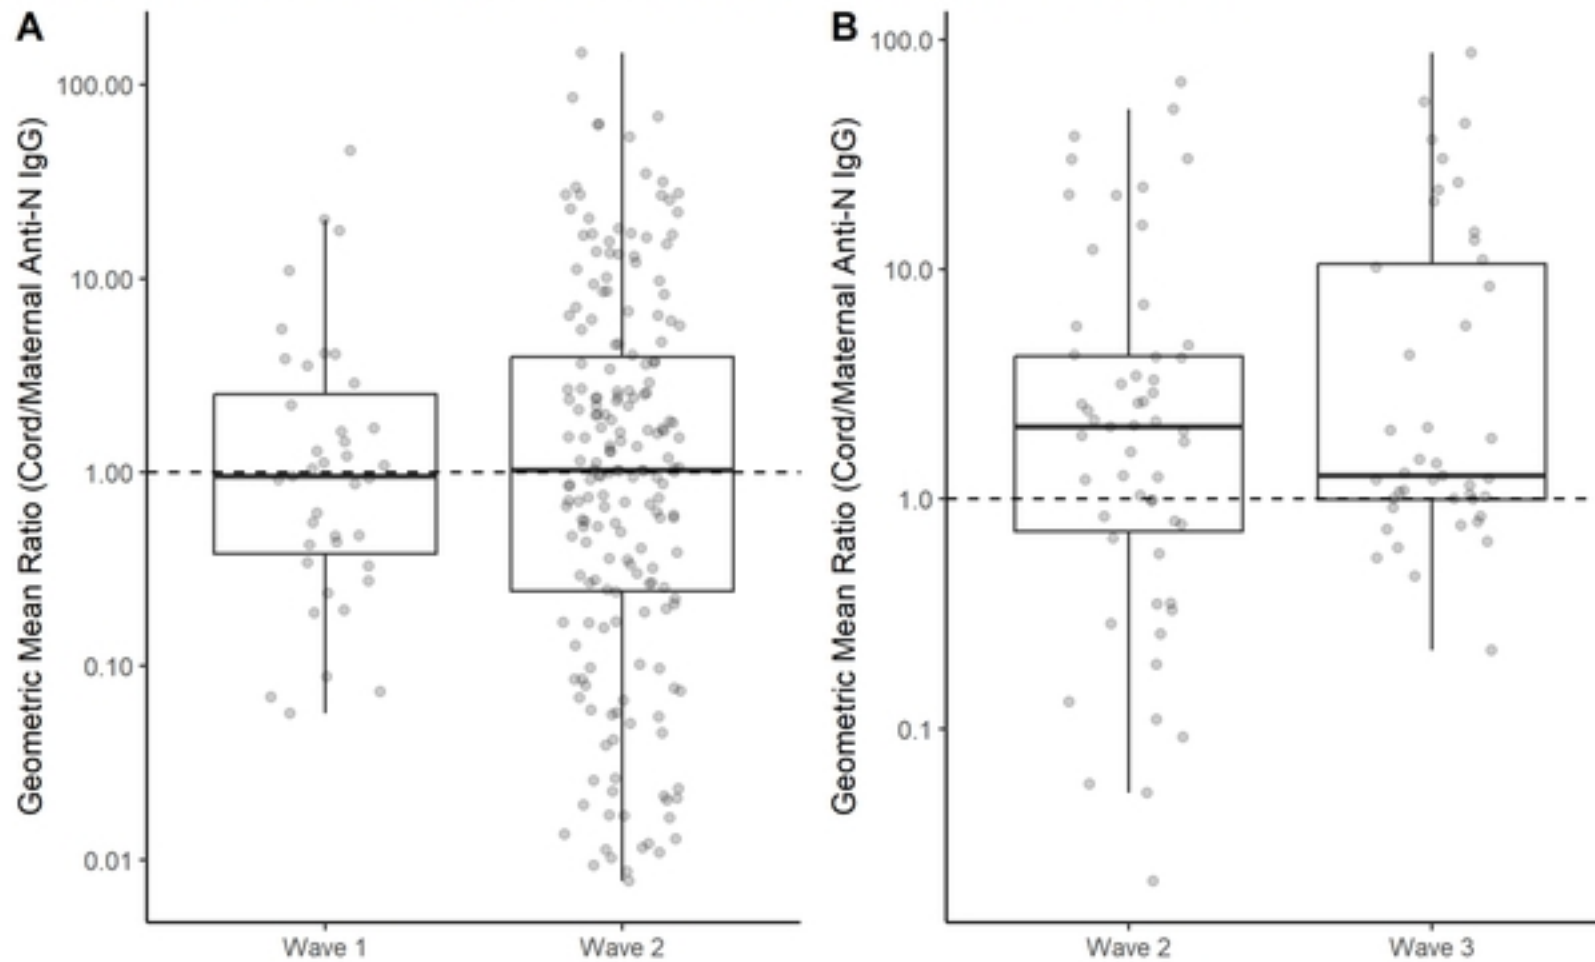 A
Geometric Mean Ratio (Cord/Maternal Anti-N IgG)
100.00
10.00
1.00
0.10
0.01
Wave 1
Wave 2
B
Geometric Mean Ratio (Cord/Maternal Anti-N IgG)
100.0
10.0
1.0
0.1
Wave 2
Wave 3